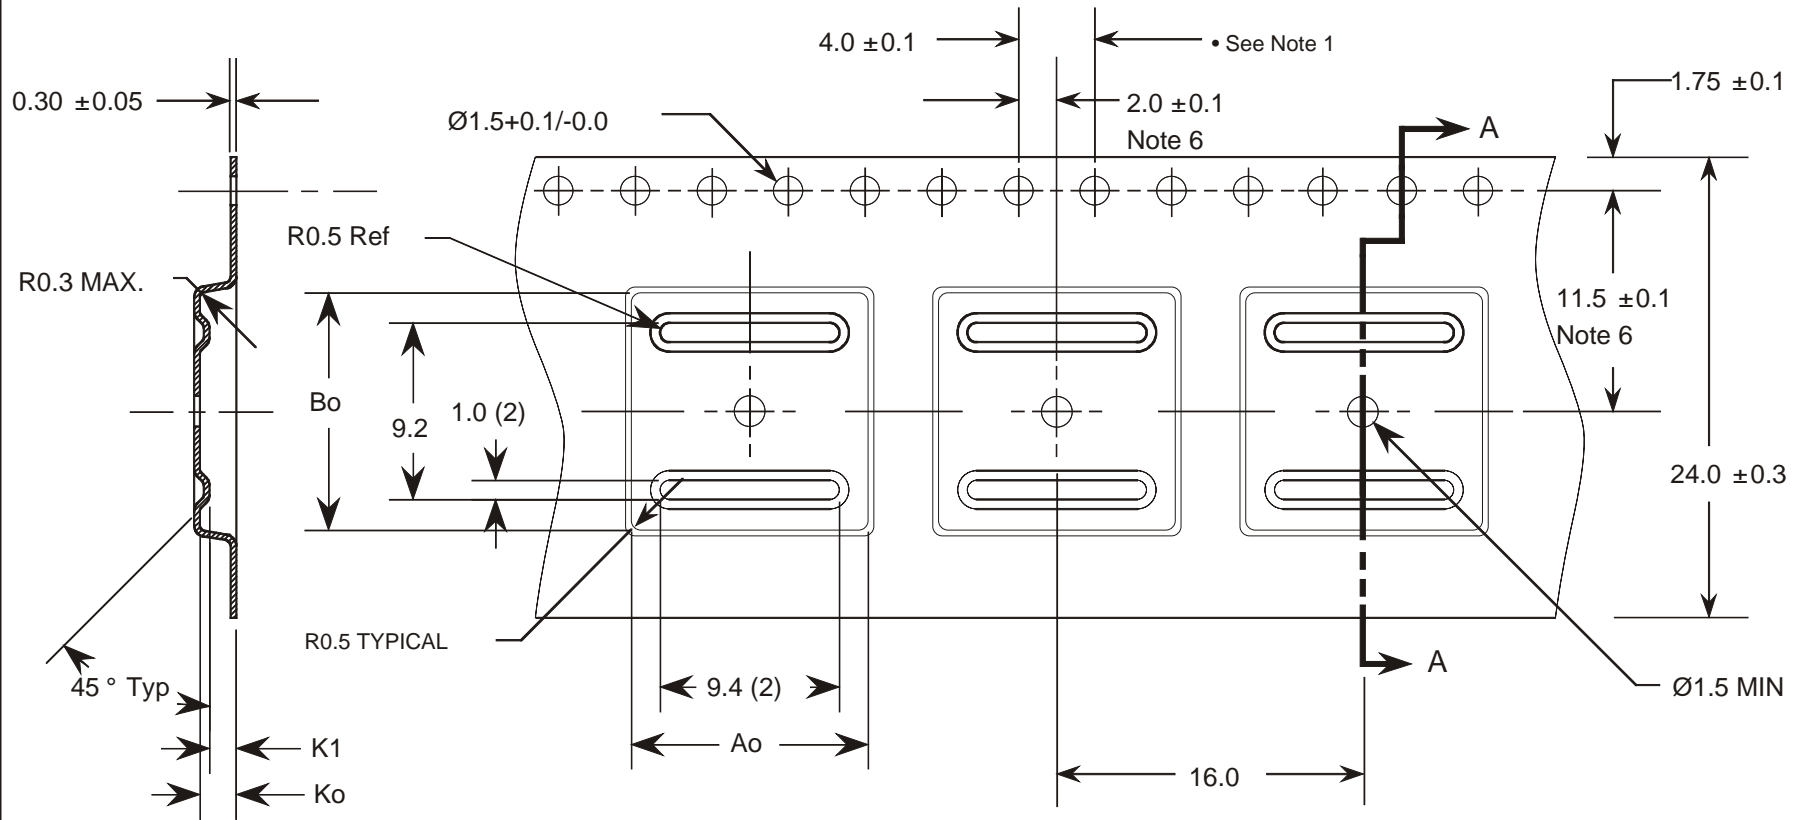 4.0 ±0.1
• See Note 1
1.75 ±0.1
0.30 ±0.05
2.0 ±0.1
Note 6
Ø1.5+0.1/-0.0
A
R0.5 Ref
R0.3 MAX.
11.5 ±0.1
Note 6
Bo
1.0 (2)
9.2
24.0 ±0.3
R0.5 TYPICAL
A
45° Typ
9.4 (2)
Ø1.5 MIN
K1
Ao
16.0
Ko